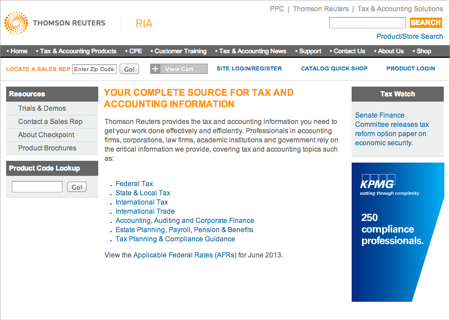 PPC | Thomson Reuters | Tax & Accounting Solutions
THOMSON REUTERS
RIA
SEARCH
Product/Store Search
• Home • Tax & Accounting Products • CPE • Customer Training • Tax & Accounting News • Support • Contact Us • About Us • Shop
LOCATE A SALES REP Enter Zip Code Go! + View Cart SITE LOGIN/REGISTER CATALOG QUICK SHOP PRODUCT LOGIN
Resources
Trials & Demos
Contact a Sales Rep
About Checkpoint
Product Brochures
Product Code Lookup
Go!
YOUR COMPLETE SOURCE FOR TAX AND
ACCOUNTING INFORMATION
Thomson Reuters provides the tax and accounting information you need to
get your work done effectively and efficiently. Professionals in accounting
firms, corporations, law firms, academic institutions and government rely on
the critical information we provide, covering tax and accounting topics such
as:
• Federal Tax
• State & Local Tax
• International Tax
• International Trade
• Accounting, Auditing and Corporate Finance
• Estate Planning, Payroll, Pension & Benefits
• Tax Planning & Compliance Guidance
View the Applicable Federal Rates (AFRs) for June 2013.
Tax Watch
Senate Finance
Committee releases tax
reform option paper on
economic security.
KPMG
cutting through complexity
250
compliance
professionals.